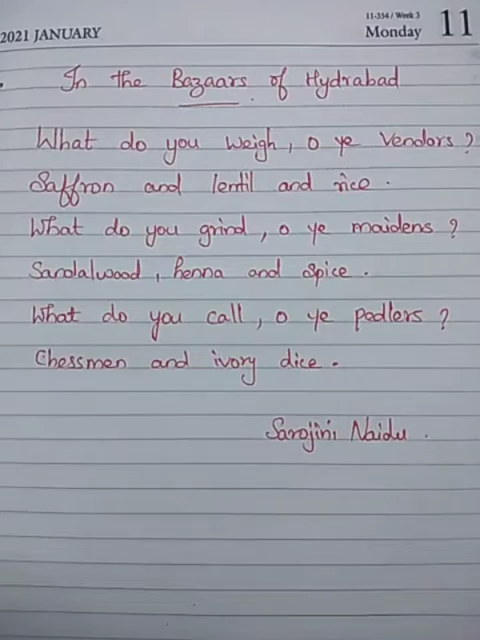 11-354 / Week 3
2021 JANUARY Monday 11
In the Bazaars of Hydrabad
What do you weigh, o ye vendors?
Saffron and lentil and rice.
What do you grind, o ye maidens?
Sandalwood, henna and spice.
What do you call, o ye pedlers?
Chessmen and ivory dice.
Sarojini Naidu.